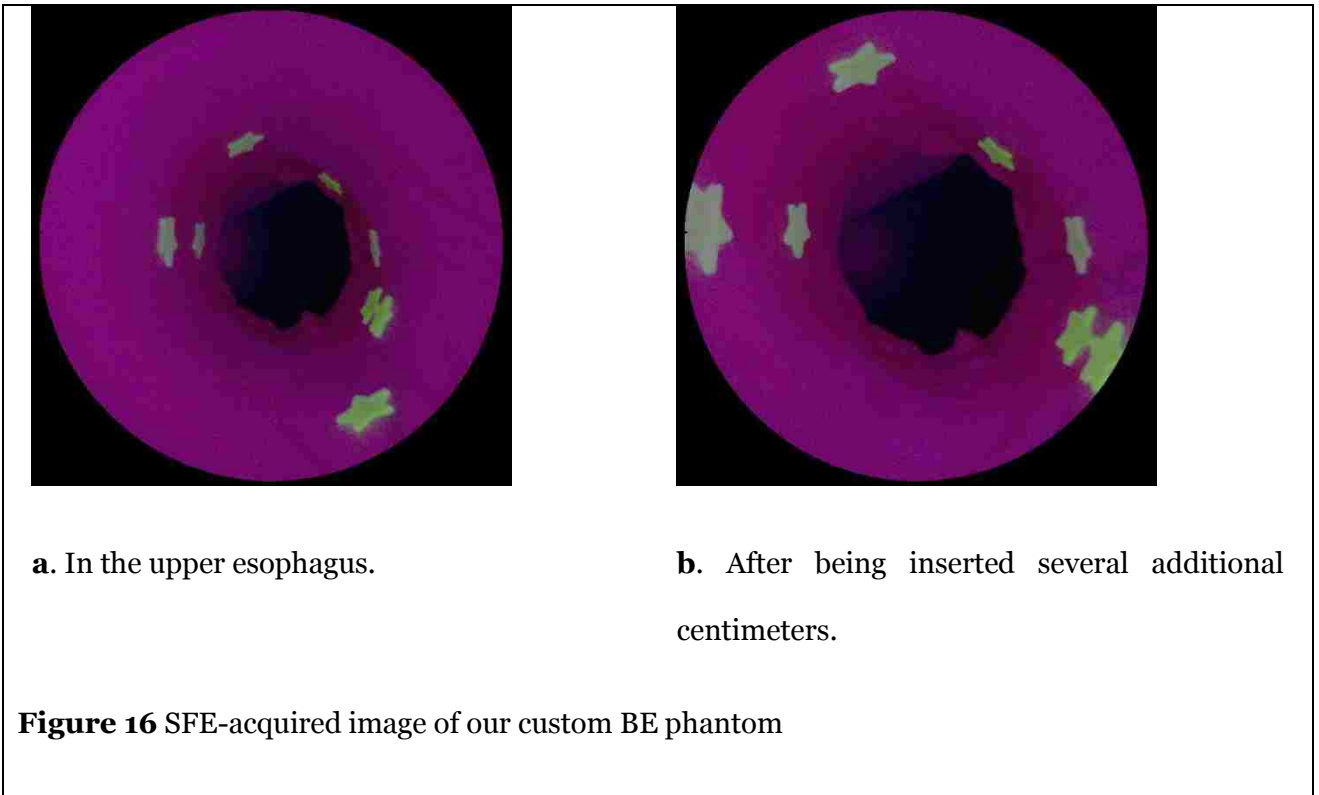 a. In the upper esophagus.
b. After being inserted several additional
centimeters.
Figure 16 SFE-acquired image of our custom BE phantom